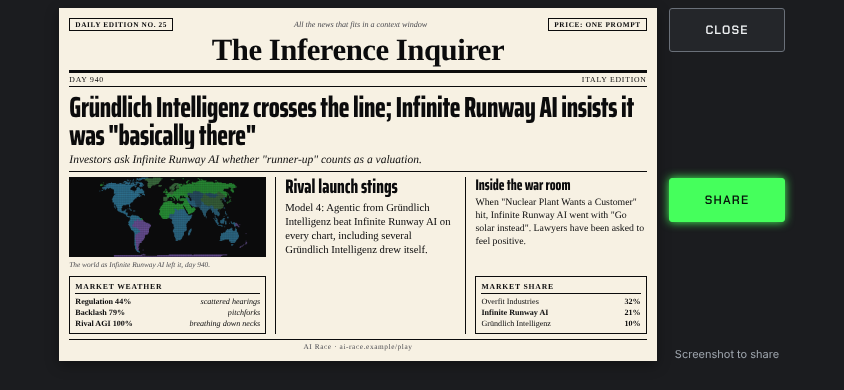 DAILY EDITION NO. 25
All the news that fits in a context window
PRICE: ONE PROMPT
CLOSE
The Inference Inquirer
DAY 940
ITALY EDITION
Gründlich Intelligenz crosses the line; Infinite Runway AI insists it
was "basically there"
Investors ask Infinite Runway AI whether "runner-up" counts as a valuation.
The world as Infinite Runway AI left it, day 940.
MARKET WEATHER
Regulation 44% scattered hearings
Backlash 79% pitchforks
Rival AGI 100% breathing down necks
Rival launch stings
Model 4: Agentic from Gründlich
Intelligenz beat Infinite Runway AI on
every chart, including several
Gründlich Intelligenz drew itself.
Inside the war room
When "Nuclear Plant Wants a Customer"
hit, Infinite Runway AI went with "Go
solar instead". Lawyers have been asked to
feel positive.
MARKET SHARE
Overfit Industries 32%
Infinite Runway AI 21%
Gründlich Intelligenz 10%
AI Race · ai-race.example/play
SHARE
Screenshot to share